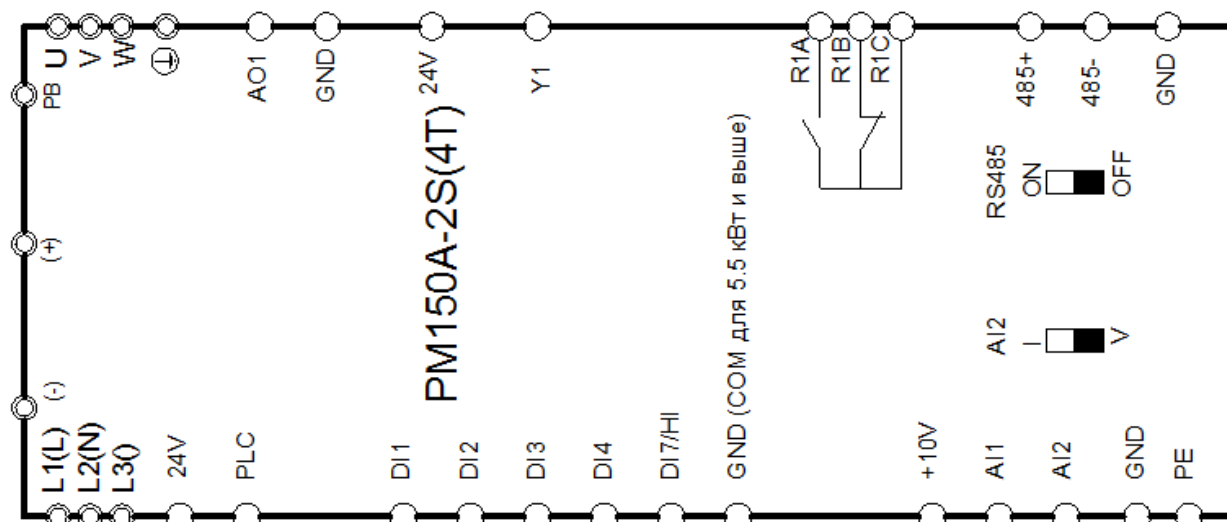 U
V
W
AO1
GND
24V
Y1
R1A
R1B
R1C
485+
485-
GND
PB
(+)
(-)
PM150A-2S(4T)
GND (COM для 5.5 кВт и выше)
RS485
ON
OFF
AI2
I
V
L1(L)
L2(N)
L3()
24V
PLC
DI1
DI2
DI3
DI4
DI7/HI
+10V
AI1
AI2
GND
PE